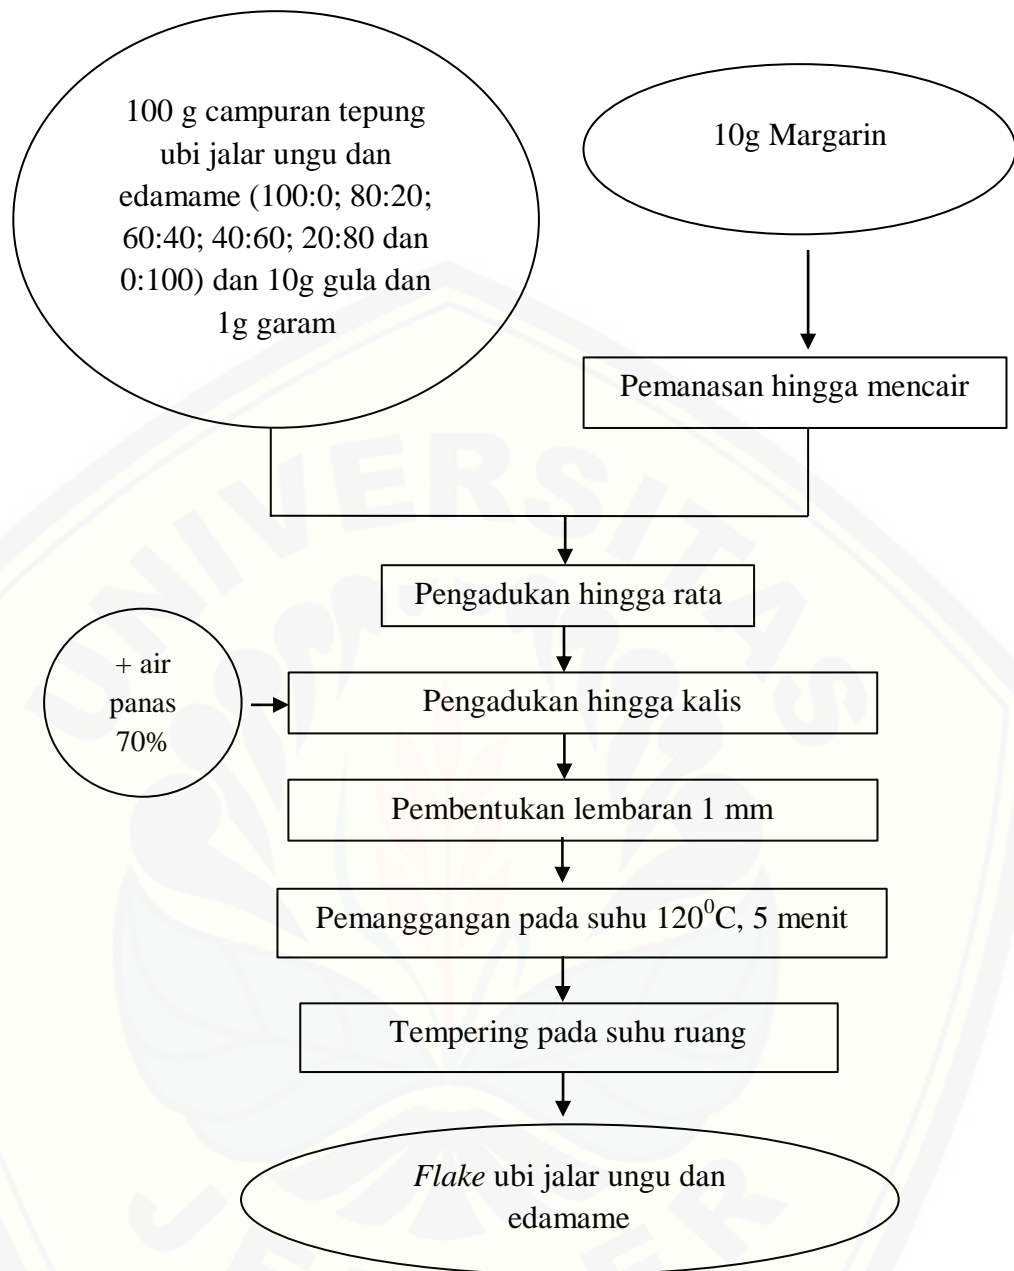 100 g campuran tepung
ubi jalar ungu dan
edamame (100:0; 80:20;
60:40; 40:60; 20:80 dan
0:100) dan 10g gula dan
1g garam
10g Margarin
Pemanasan hingga mencair
Pengadukan hingga rata
+ air
panas
70%
Pengadukan hingga kalis
Pembentukan lembaran 1 mm
Pemanggangan pada suhu 120⁰C, 5 menit
Tempering pada suhu ruang
Flake ubi jalar ungu dan
edamame
UNIVERSITAS
JEMBER